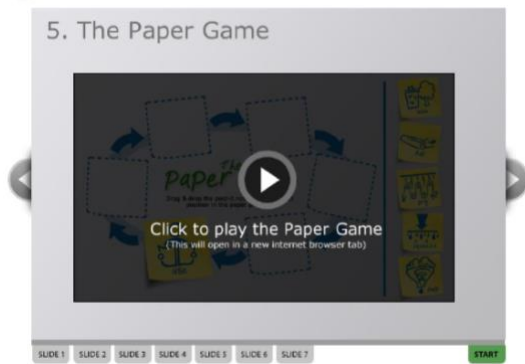 5. The Paper Game
The
Paper
Click to play the Paper Game
(This will open in a new internet browser tab)
SLIDE 1 SLIDE 2 SLIDE 3 SLIDE 4 SLIDE 5 SLIDE 6 SLIDE 7 START